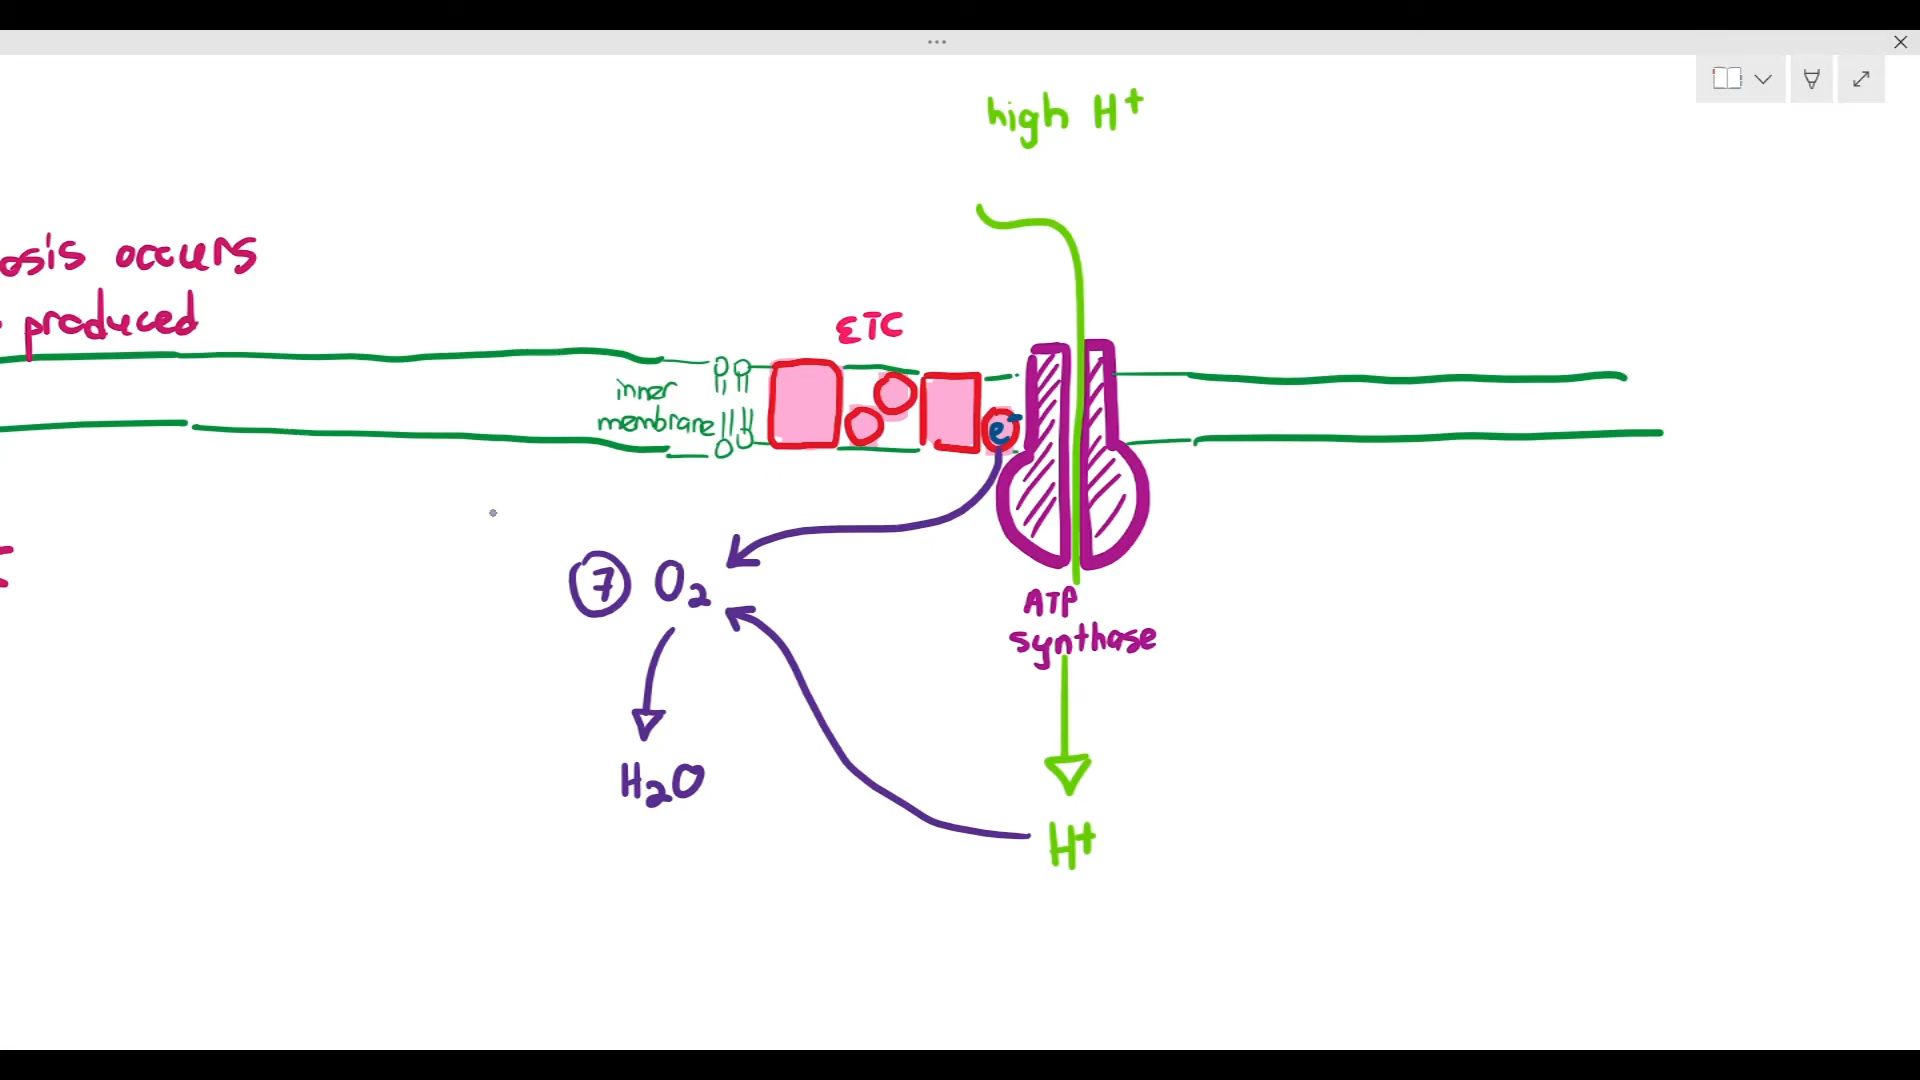 high H⁺
osis occurs
produced
ETC
inner
membrane
e⁻
7 O₂
ATP
synthase
H₂O
H⁺